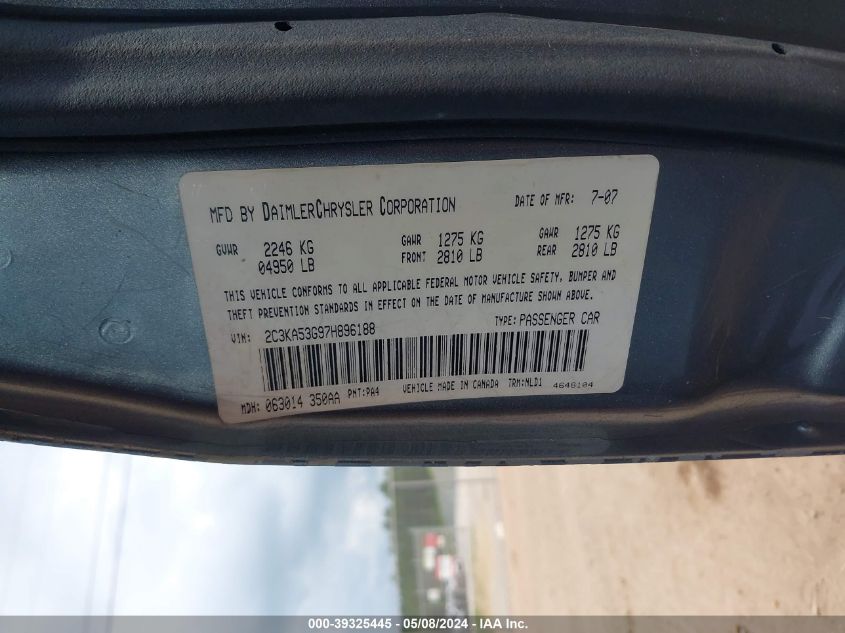 MFD BY DAIMLERCHRYSLER CORPORATION DATE OF MFR: 7-07
GVWR 2246 KG GAWR 1275 KG GAWR 1275 KG
04950 LB FRONT 2810 LB REAR 2810 LB
THIS VEHICLE CONFORMS TO ALL APPLICABLE FEDERAL MOTOR VEHICLE SAFETY, BUMPER AND
THEFT PREVENTION STANDARDS IN EFFECT ON THE DATE OF MANUFACTURE SHOWN ABOVE.
VIN: 2C3KA53G97H896188 TYPE: PASSENGER CAR
MDH: 063014 350AA PNT: PA4 VEHICLE MADE IN CANADA TRM: NLD1 4648104
000-39325445 - 05/08/2024 - IAA Inc.